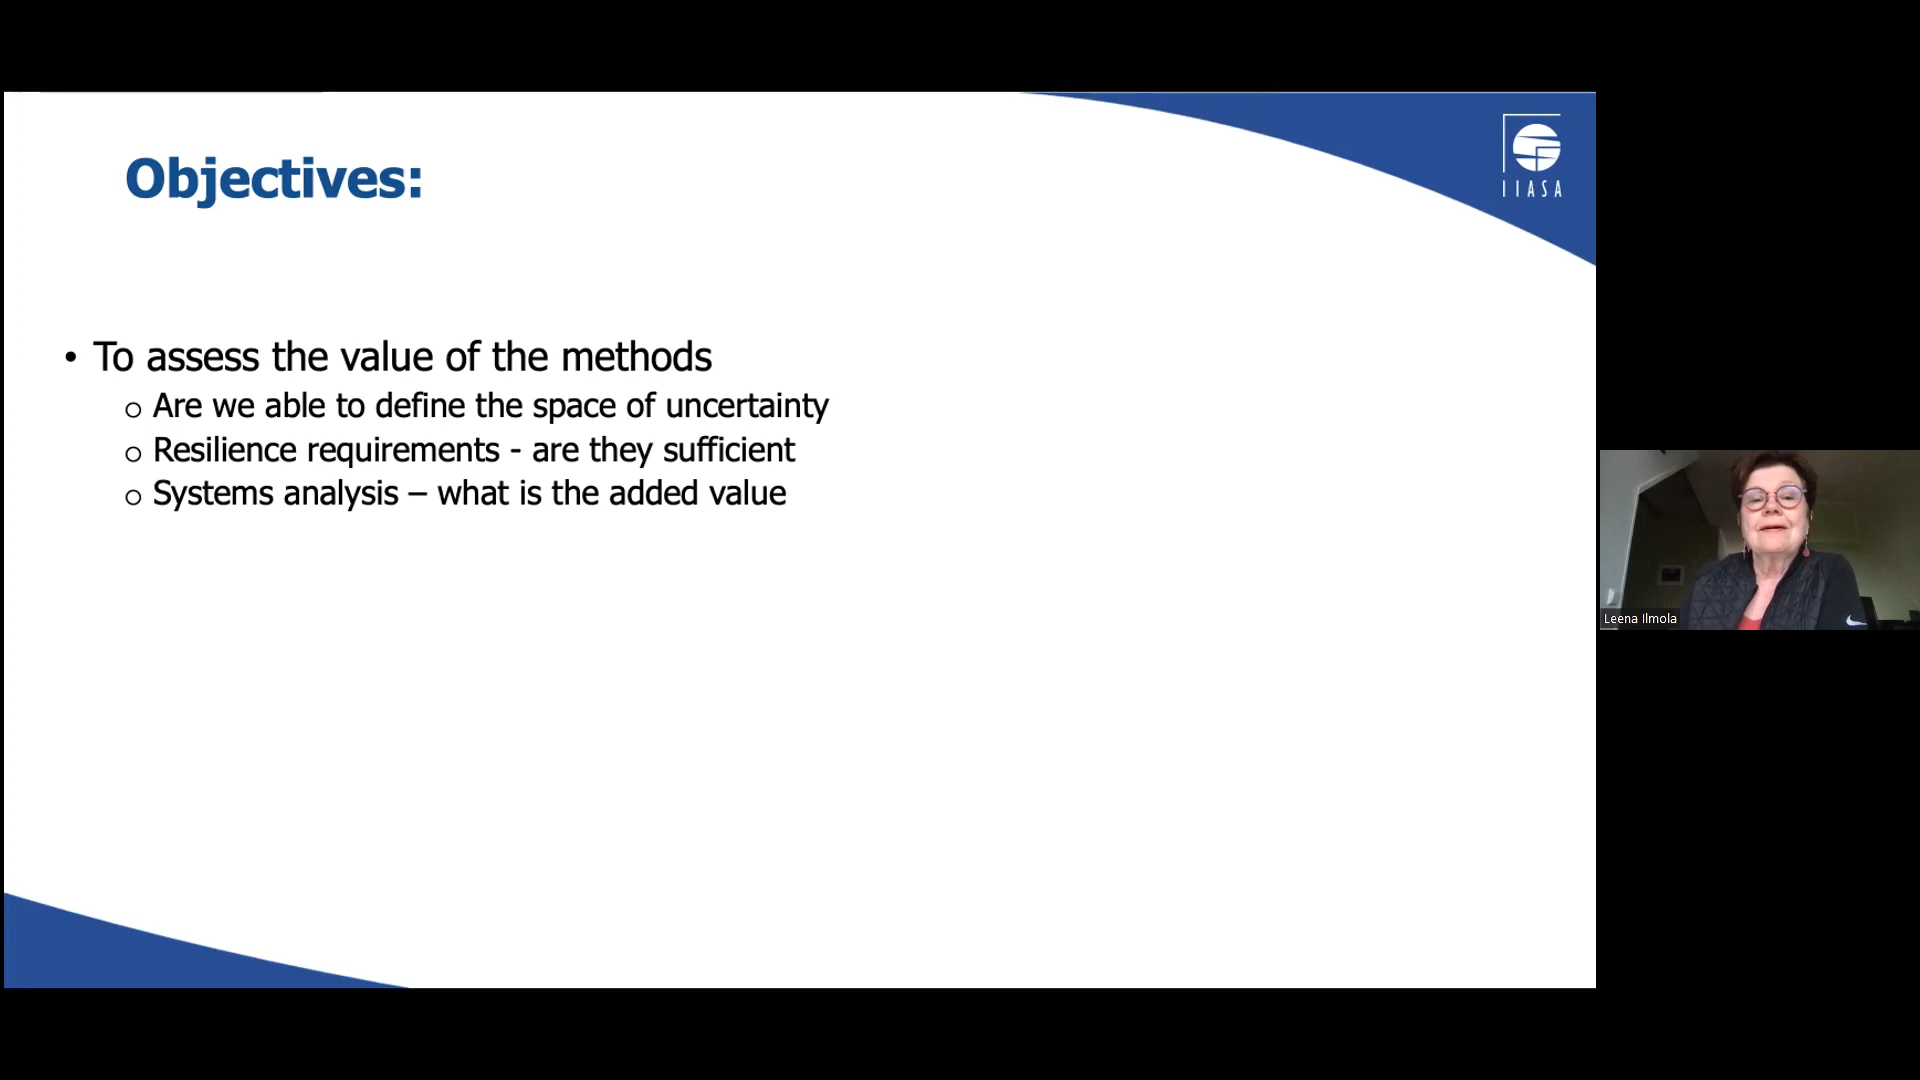 Objectives:
IIASA
• To assess the value of the methods
o Are we able to define the space of uncertainty
o Resilience requirements - are they sufficient
o Systems analysis – what is the added value
Leena Ilmola